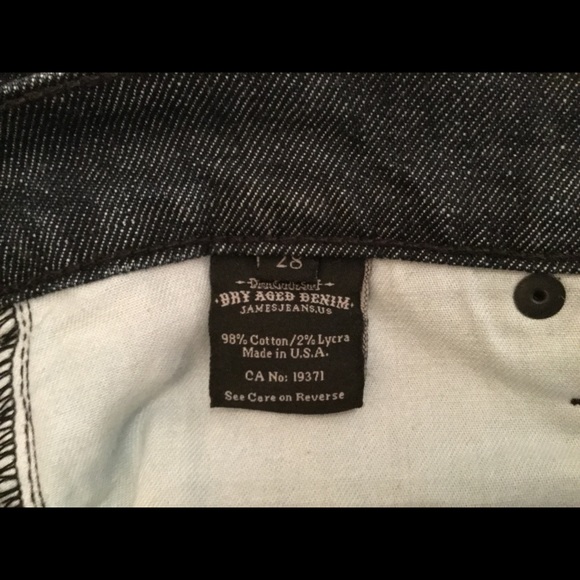 28
DRY AGED DENIM
JAMESJEANS.US
98% Cotton/2% Lycra
Made in U.S.A.
CA No: 19371
See Care on Reverse